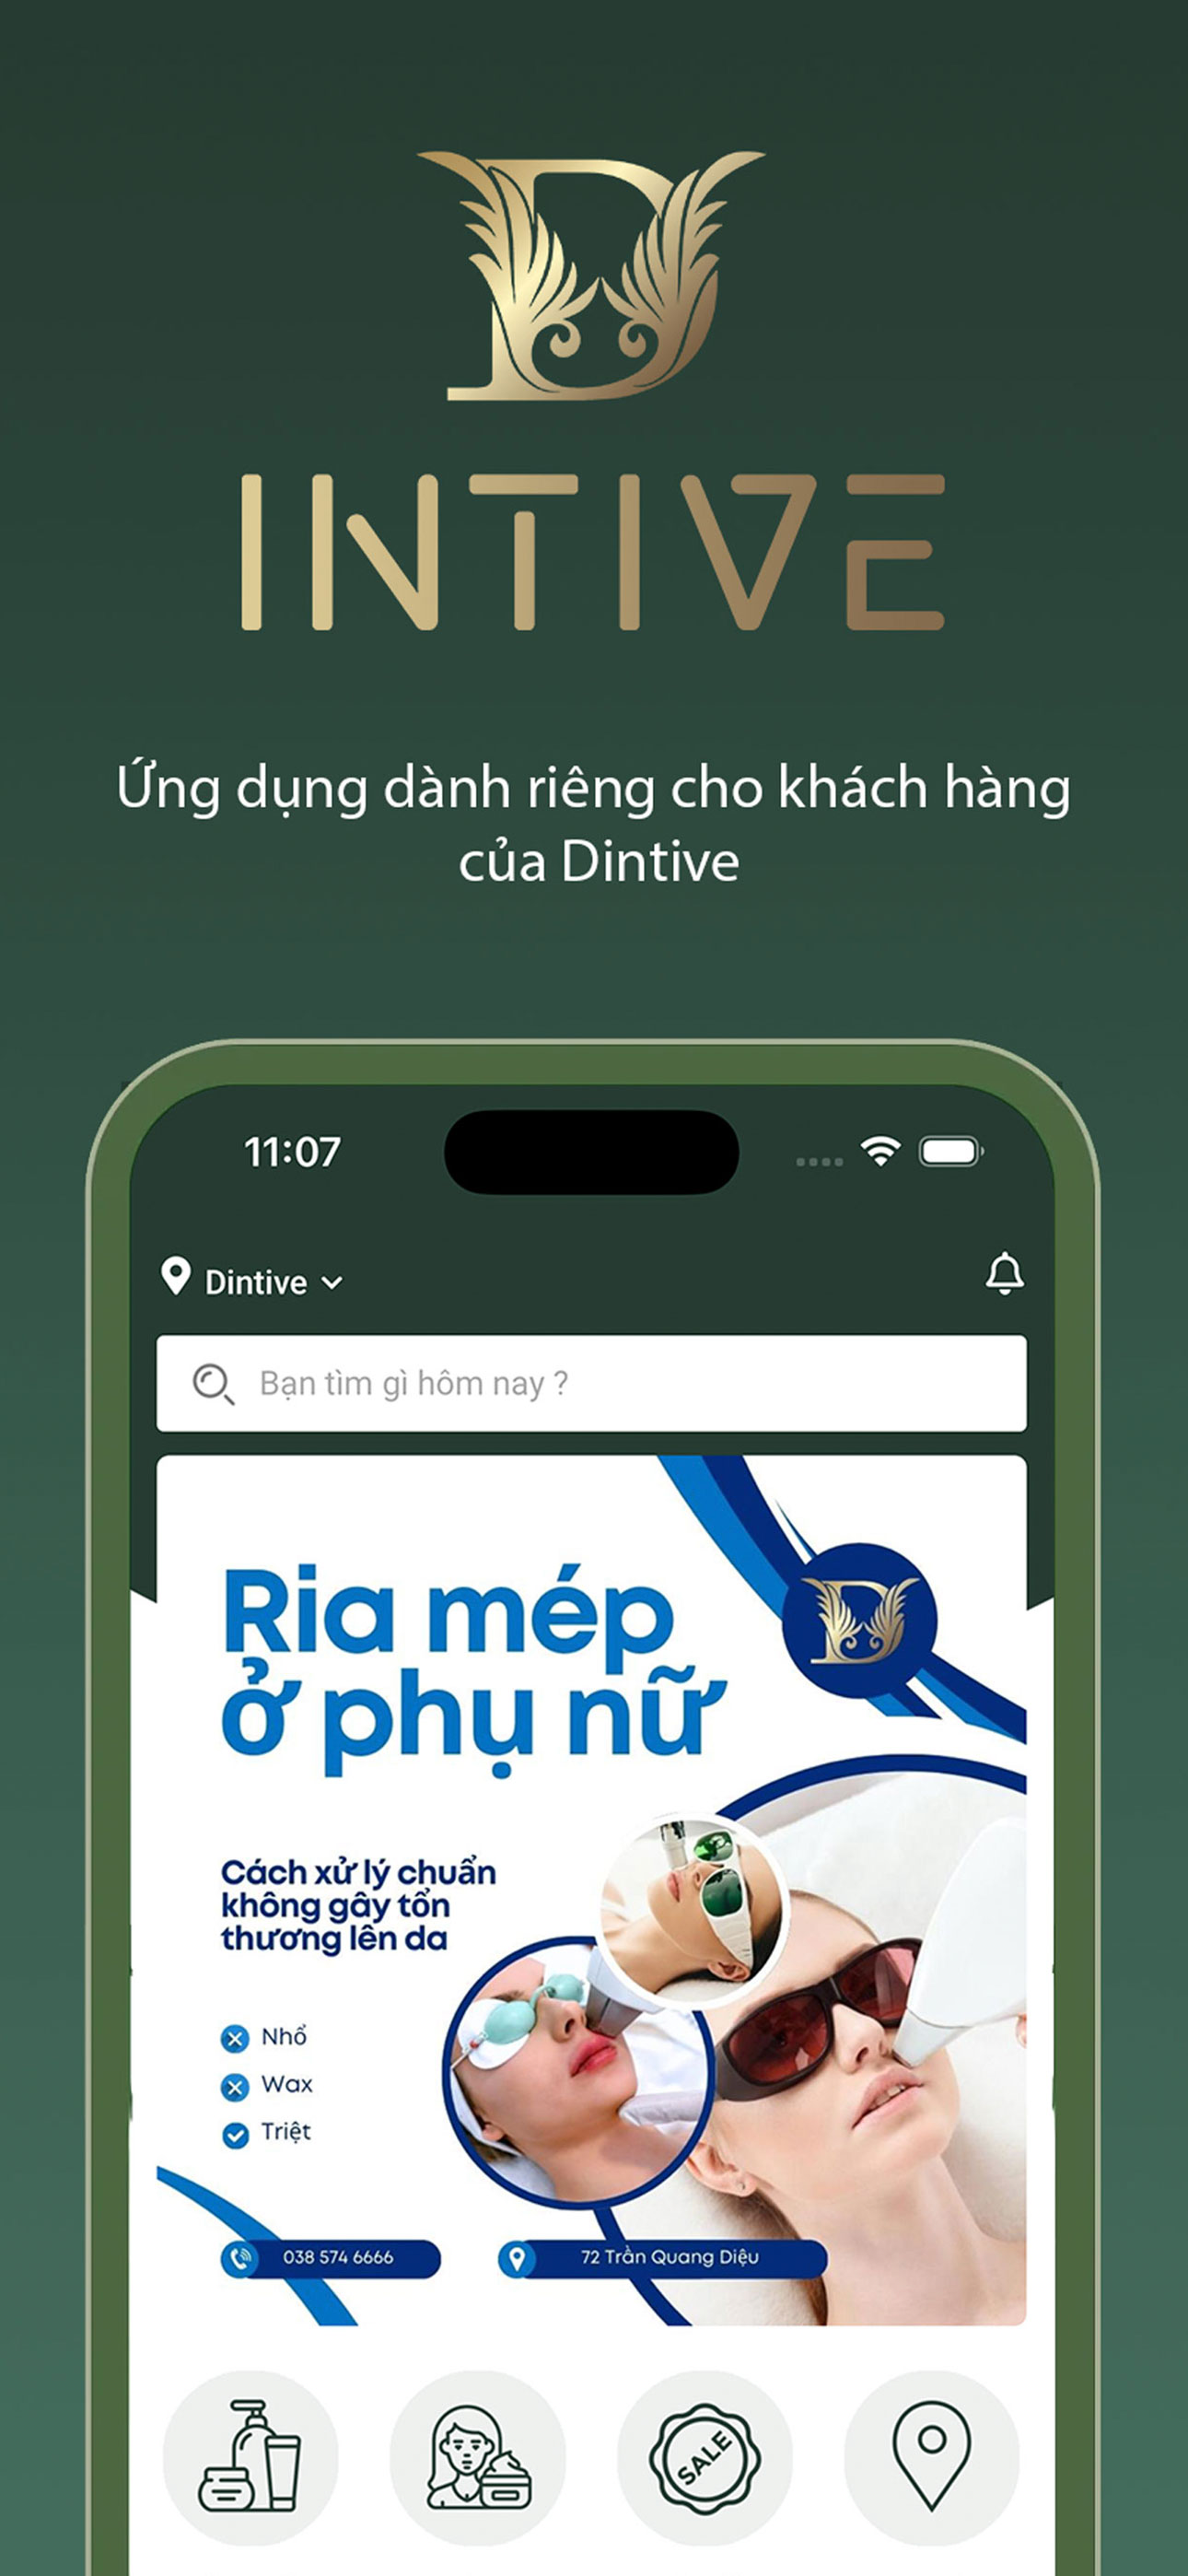 D
INTIVE
Ứng dụng dành riêng cho khách hàng
của Dintive
11:07
Dintive
Bạn tìm gì hôm nay ?
Ria mép
ở phụ nữ
D
Cách xử lý chuẩn
không gây tổn
thương lên da
Nhổ
Wax
Triệt
038 574 6666
72 Trần Quang Diệu
SALE